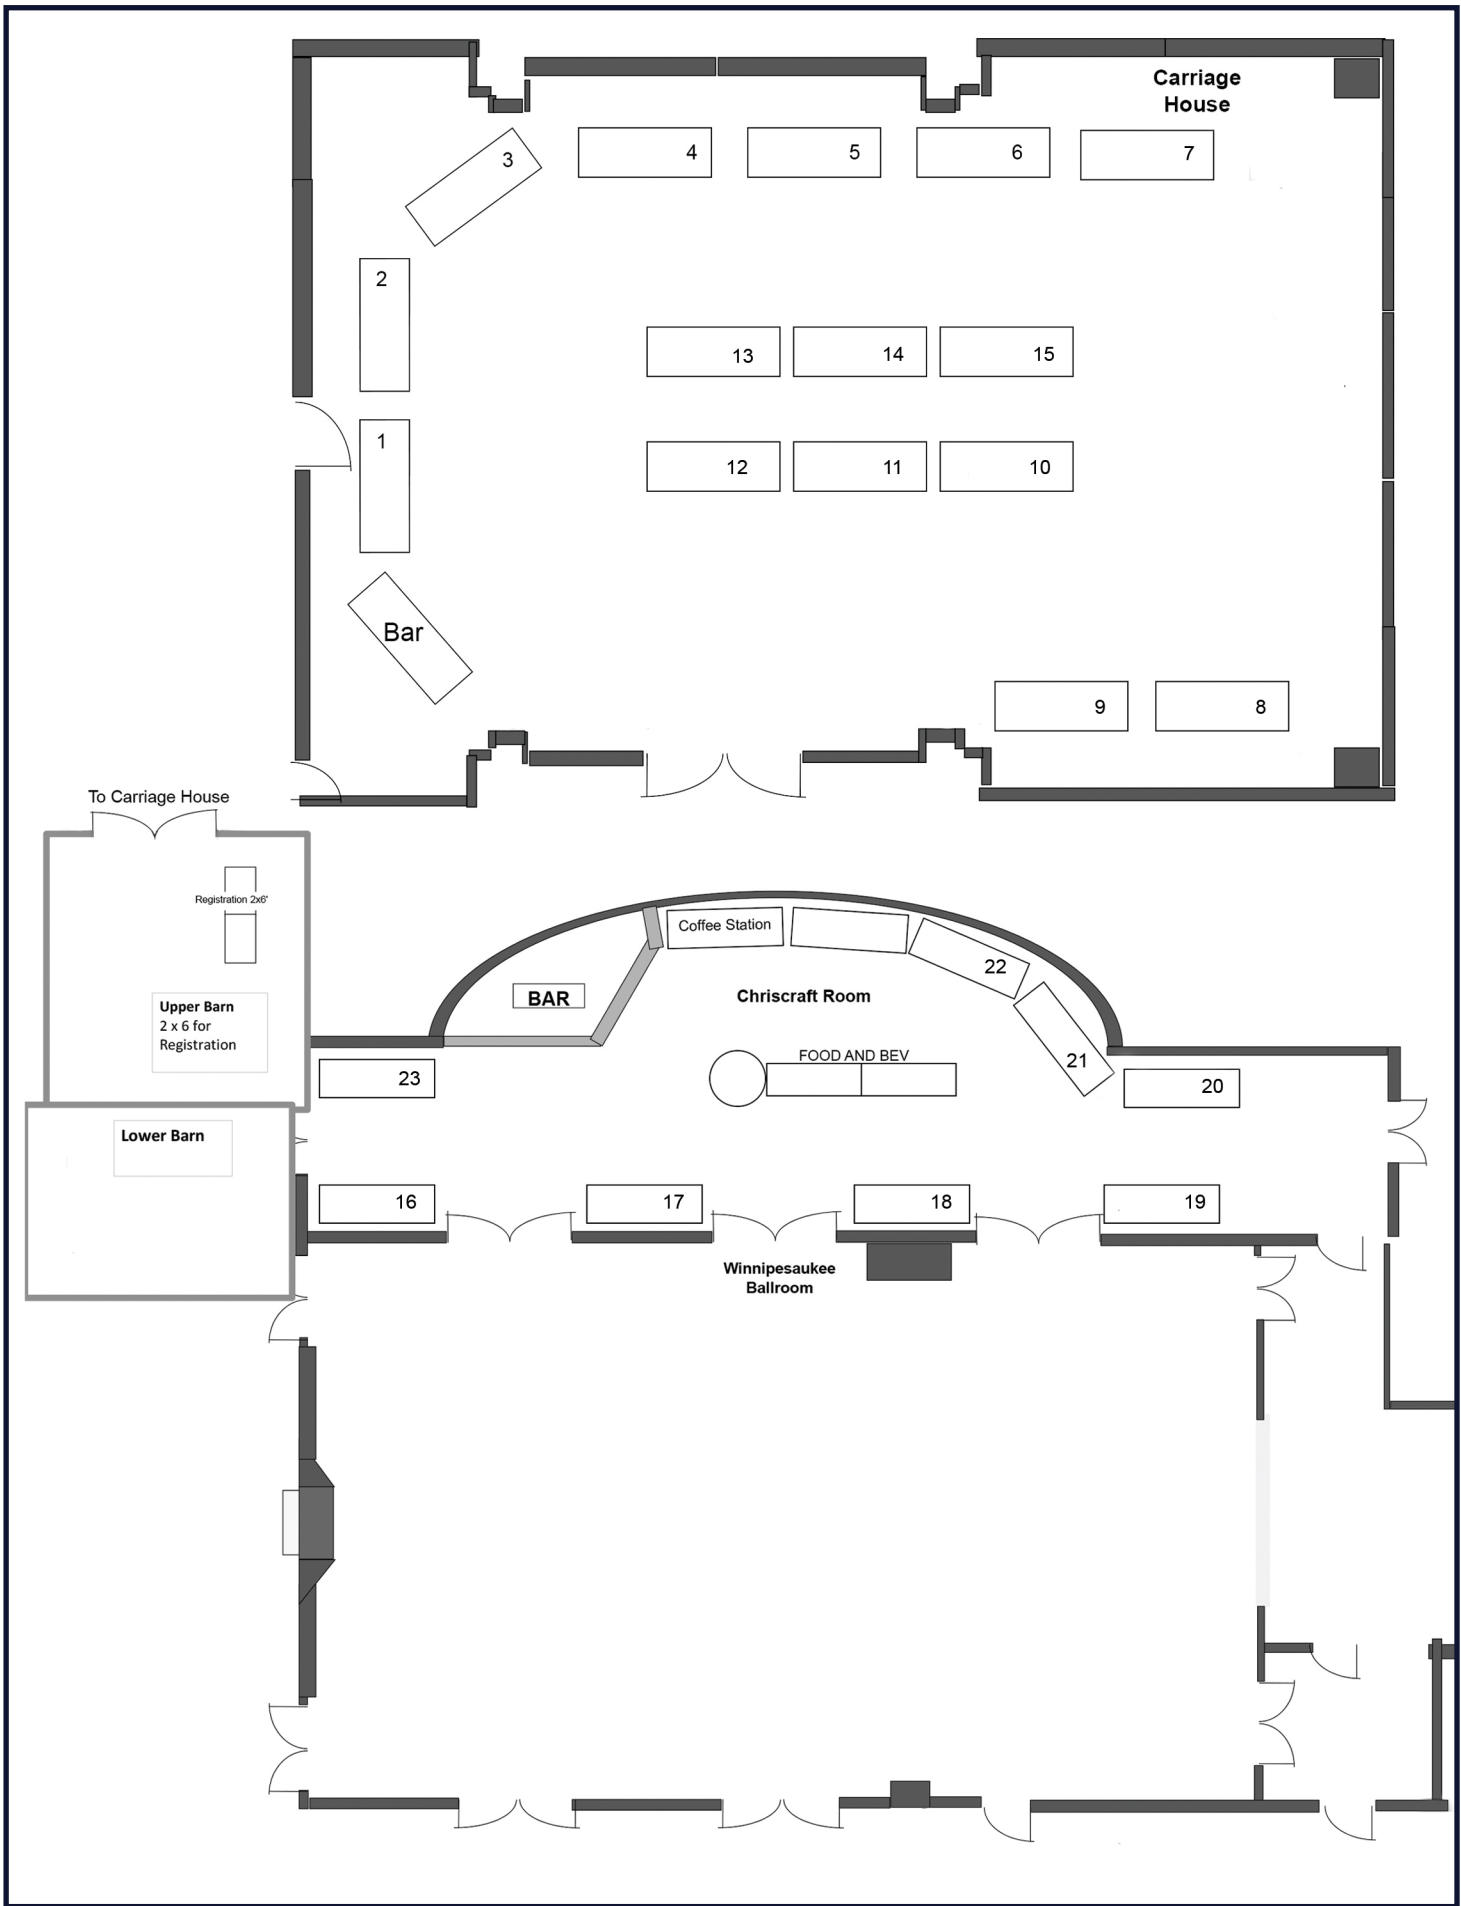 Carriage
House
3
4
5
6
7
2
13
14
15
1
12
11
10
Bar
9
8
To Carriage House
Registration 2x6'
Coffee Station
22
Upper Barn
2 x 6 for
Registration
BAR
Chriscraft Room
FOOD AND BEV
21
23
20
Lower Barn
16
17
18
19
Winnipesaukee
Ballroom